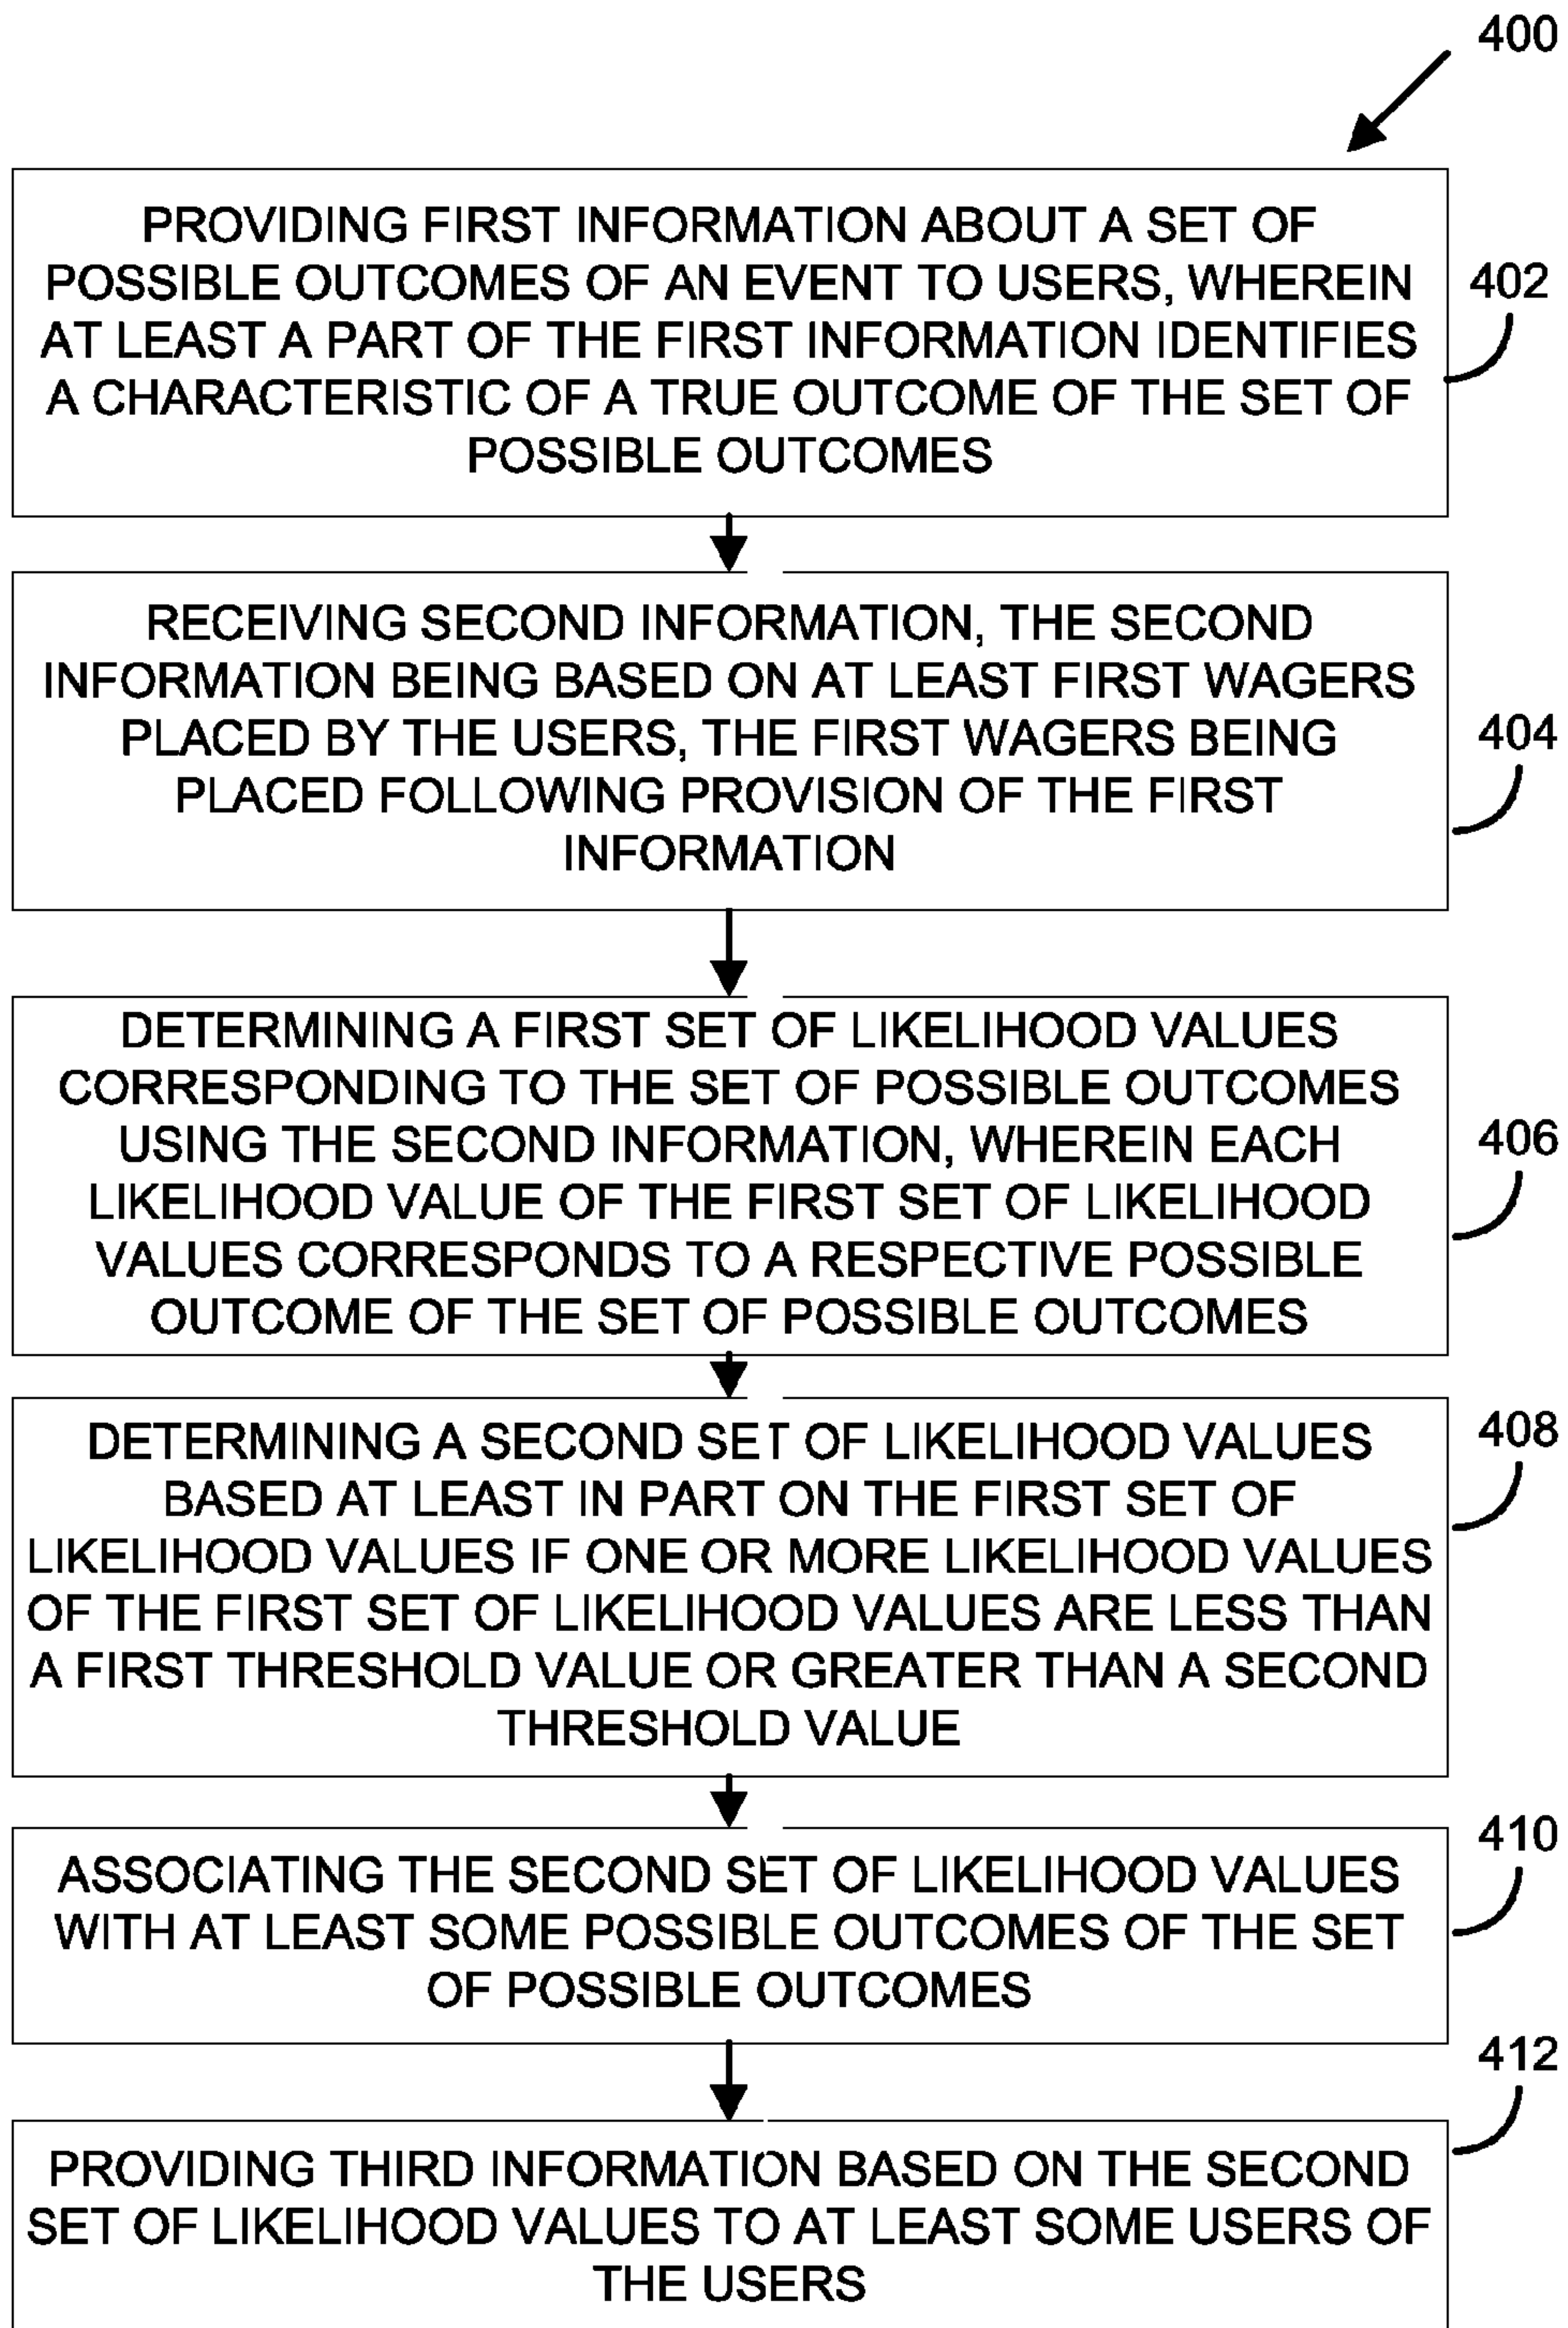 400
PROVIDING FIRST INFORMATION ABOUT A SET OF
POSSIBLE OUTCOMES OF AN EVENT TO USERS, WHEREIN
AT LEAST A PART OF THE FIRST INFORMATION IDENTIFIES
A CHARACTERISTIC OF A TRUE OUTCOME OF THE SET OF
POSSIBLE OUTCOMES
402
RECEIVING SECOND INFORMATION, THE SECOND
INFORMATION BEING BASED ON AT LEAST FIRST WAGERS
PLACED BY THE USERS, THE FIRST WAGERS BEING
PLACED FOLLOWING PROVISION OF THE FIRST
INFORMATION
404
DETERMINING A FIRST SET OF LIKELIHOOD VALUES
CORRESPONDING TO THE SET OF POSSIBLE OUTCOMES
USING THE SECOND INFORMATION, WHEREIN EACH
LIKELIHOOD VALUE OF THE FIRST SET OF LIKELIHOOD
VALUES CORRESPONDS TO A RESPECTIVE POSSIBLE
OUTCOME OF THE SET OF POSSIBLE OUTCOMES
406
DETERMINING A SECOND SET OF LIKELIHOOD VALUES
BASED AT LEAST IN PART ON THE FIRST SET OF
LIKELIHOOD VALUES IF ONE OR MORE LIKELIHOOD VALUES
OF THE FIRST SET OF LIKELIHOOD VALUES ARE LESS THAN
A FIRST THRESHOLD VALUE OR GREATER THAN A SECOND
THRESHOLD VALUE
408
ASSOCIATING THE SECOND SET OF LIKELIHOOD VALUES
WITH AT LEAST SOME POSSIBLE OUTCOMES OF THE SET
OF POSSIBLE OUTCOMES
410
PROVIDING THIRD INFORMATION BASED ON THE SECOND
SET OF LIKELIHOOD VALUES TO AT LEAST SOME USERS OF
THE USERS
412